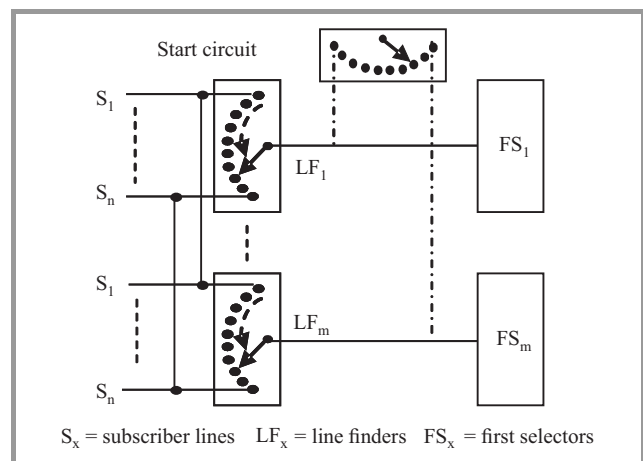 Start circuit
S₁
FS₁
LF₁
Sₙ
S₁
LFₘ
FSₘ
Sₙ
Sₓ = subscriber lines LFₓ = line finders FSₓ = first selectors